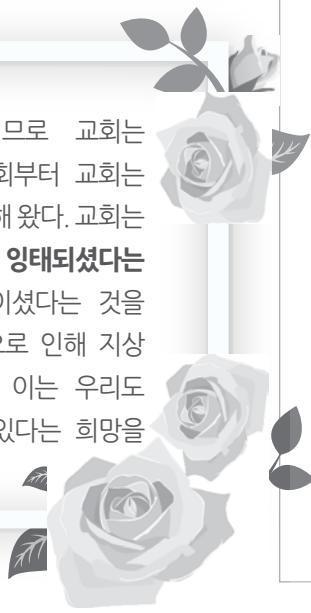 므로 교회는
회부터 교회는
해 왔다. 교회는
잉태되셨다는
이셨다는 것을
으로 인해 지상
이는 우리도
있다는 희망을